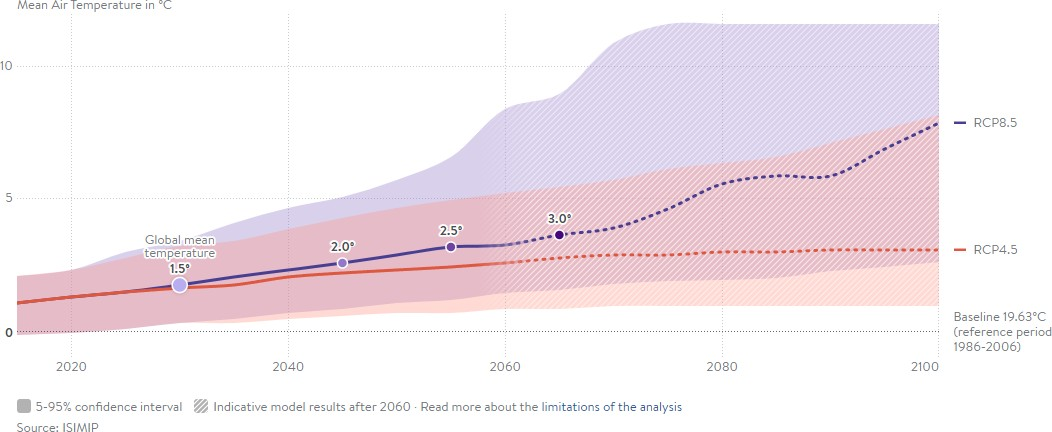 Mean Air Temperature in °C
10
RCP8.5
5
3.0°
2.5°
Global mean
temperature
2.0°
1.5°
RCP4.5
Baseline 19.63°C
(reference period
1986-2006)
0
2020 2040 2060 2080 2100
5-95% confidence interval Indicative model results after 2060 · Read more about the limitations of the analysis
Source: ISIMIP